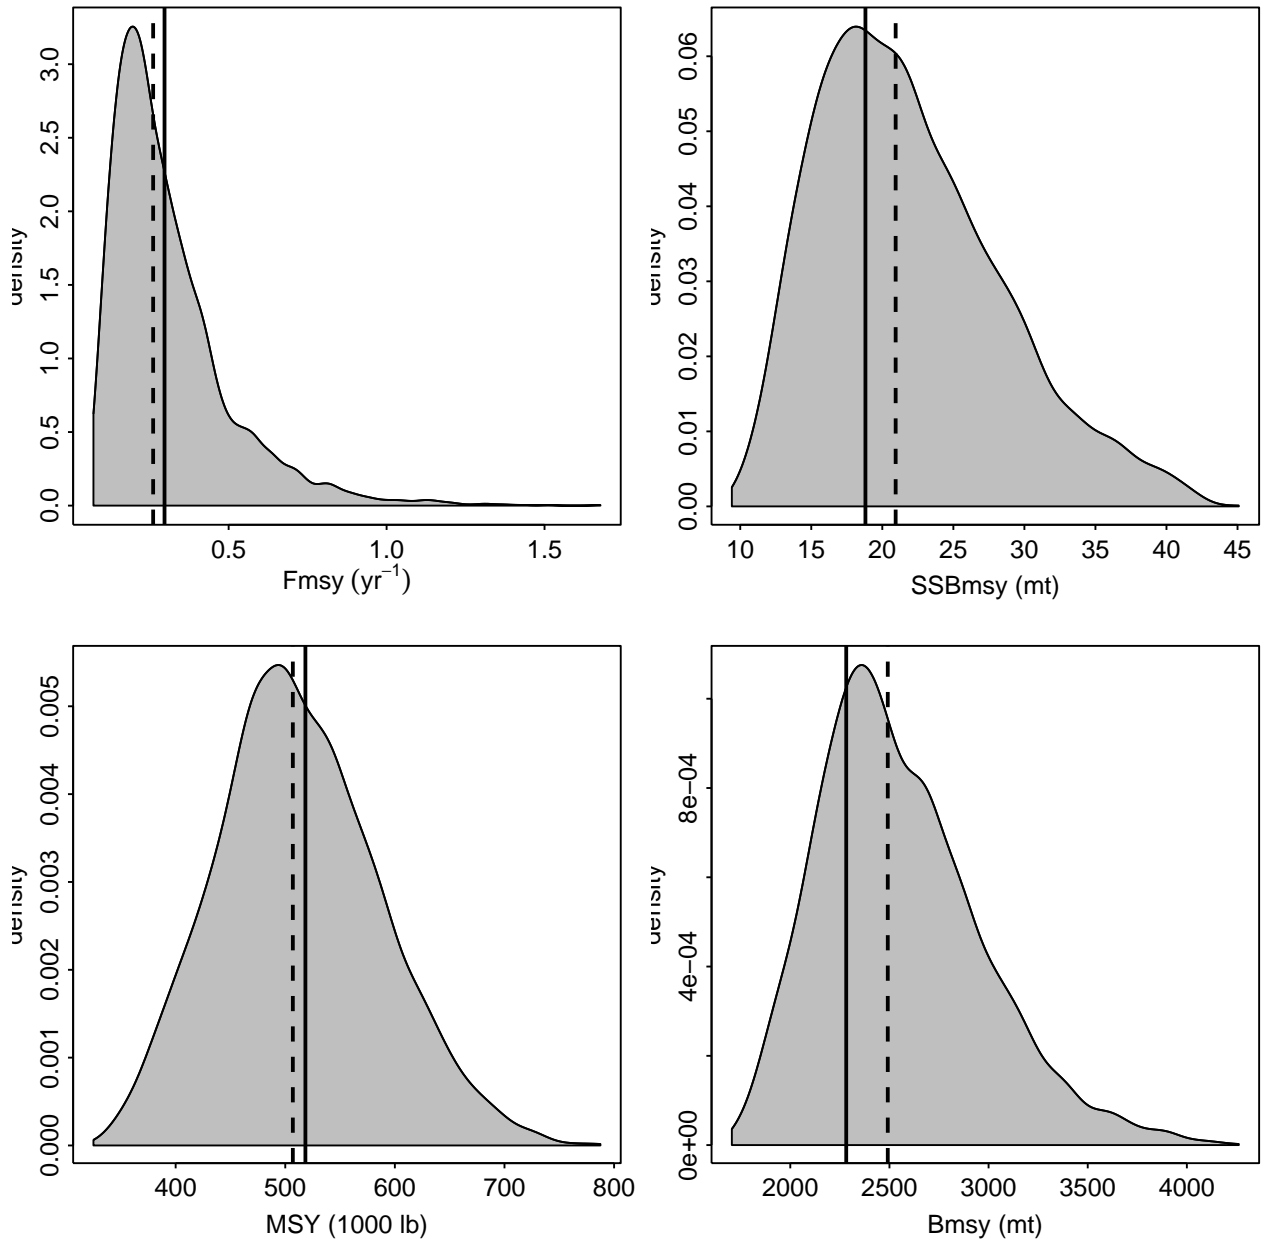 density
0.0 0.5 1.0 1.5 2.0 2.5 3.0
0.5 1.0 1.5
Fmsy (yr⁻¹)
density
0.00 0.01 0.02 0.03 0.04 0.05 0.06
10 15 20 25 30 35 40 45
SSBmsy (mt)
density
0.000 0.001 0.002 0.003 0.004 0.005
400 500 600 700 800
MSY (1000 lb)
density
0e+00 4e−04 8e−04
2000 2500 3000 3500 4000
Bmsy (mt)